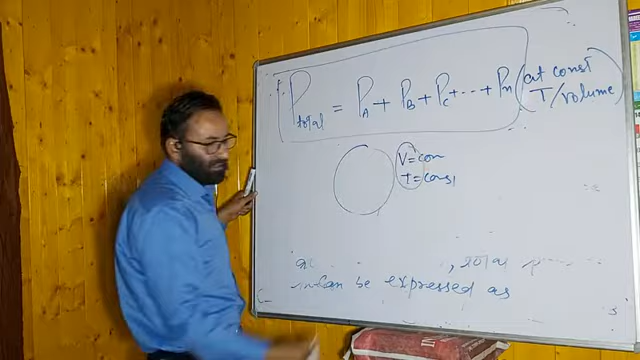 P_total = P_A + P_B + P_C + ... + P_n (at const
T/volume)
V = con
T = const
can be expressed as